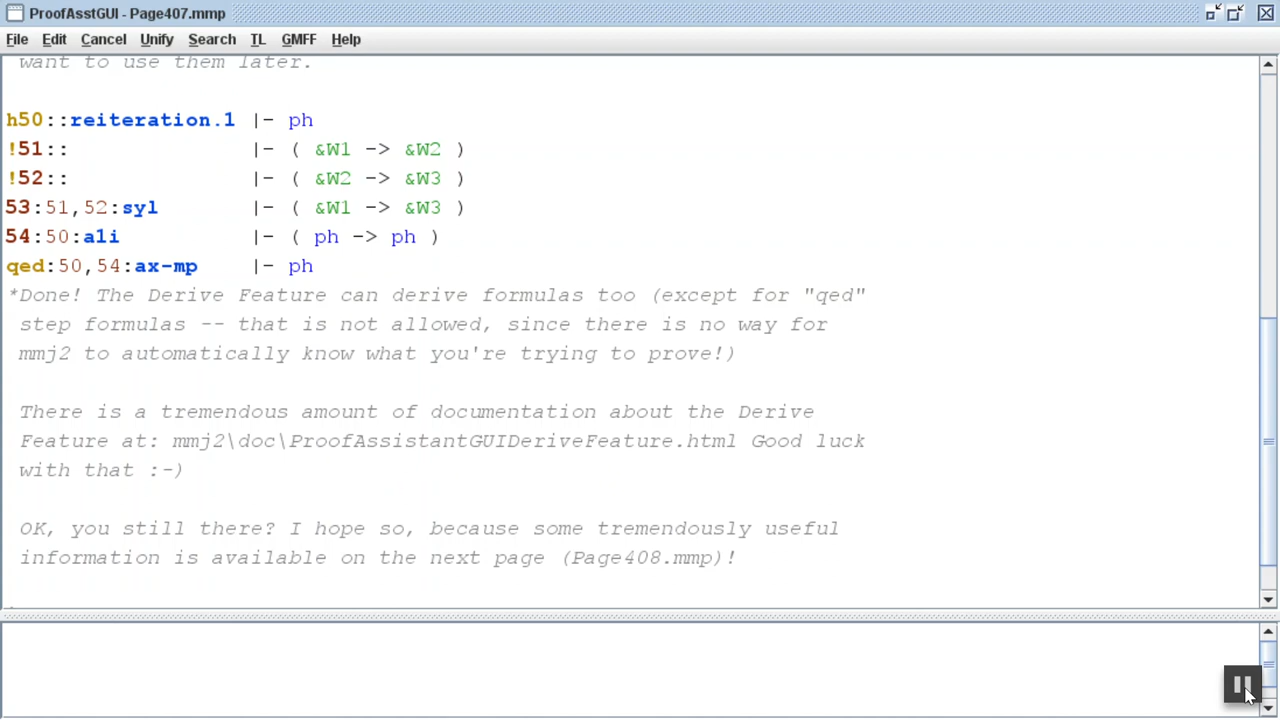 ProofAsstGUI - Page407.mmp
File Edit Cancel Unify Search TL GMFF Help
want to use them later.
h50::reiteration.1 |- ph
!51:: |- ( &W1 -> &W2 )
!52:: |- ( &W2 -> &W3 )
53:51,52:syl |- ( &W1 -> &W3 )
54:50:a1i |- ( ph -> ph )
qed:50,54:ax-mp |- ph
*Done! The Derive Feature can derive formulas too (except for "qed"
step formulas -- that is not allowed, since there is no way for
mmj2 to automatically know what you're trying to prove!)
There is a tremendous amount of documentation about the Derive
Feature at: mmj2\doc\ProofAssistantGUIDeriveFeature.html Good luck
with that :-)
OK, you still there? I hope so, because some tremendously useful
information is available on the next page (Page408.mmp)!